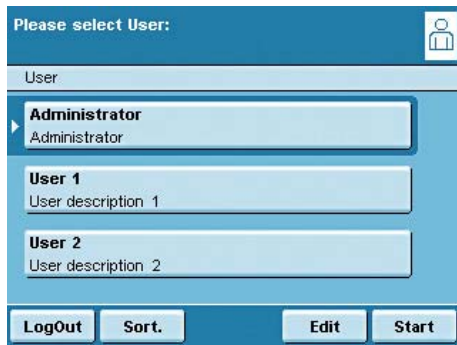 Please select User:
User
Administrator
Administrator
User 1
User description 1
User 2
User description 2
LogOut Sort. Edit Start